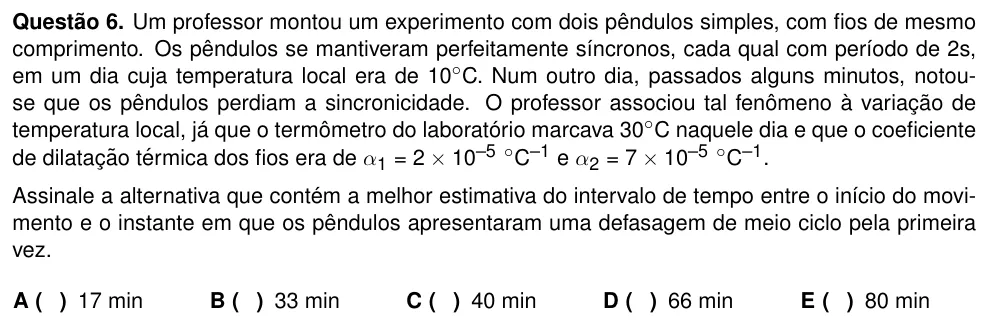 Questão 6. Um professor montou um experimento com dois pêndulos simples, com fios de mesmo
comprimento. Os pêndulos se mantiveram perfeitamente síncronos, cada qual com período de 2s,
em um dia cuja temperatura local era de 10°C. Num outro dia, passados alguns minutos, notou-
se que os pêndulos perdiam a sincronicidade. O professor associou tal fenômeno à variação de
temperatura local, já que o termômetro do laboratório marcava 30°C naquele dia e que o coeficiente
de dilatação térmica dos fios era de α₁ = 2 × 10⁻⁵ °C⁻¹ e α₂ = 7 × 10⁻⁵ °C⁻¹.
Assinale a alternativa que contém a melhor estimativa do intervalo de tempo entre o início do movi-
mento e o instante em que os pêndulos apresentaram uma defasagem de meio ciclo pela primeira
vez.
A ( ) 17 min B ( ) 33 min C ( ) 40 min D ( ) 66 min E ( ) 80 min